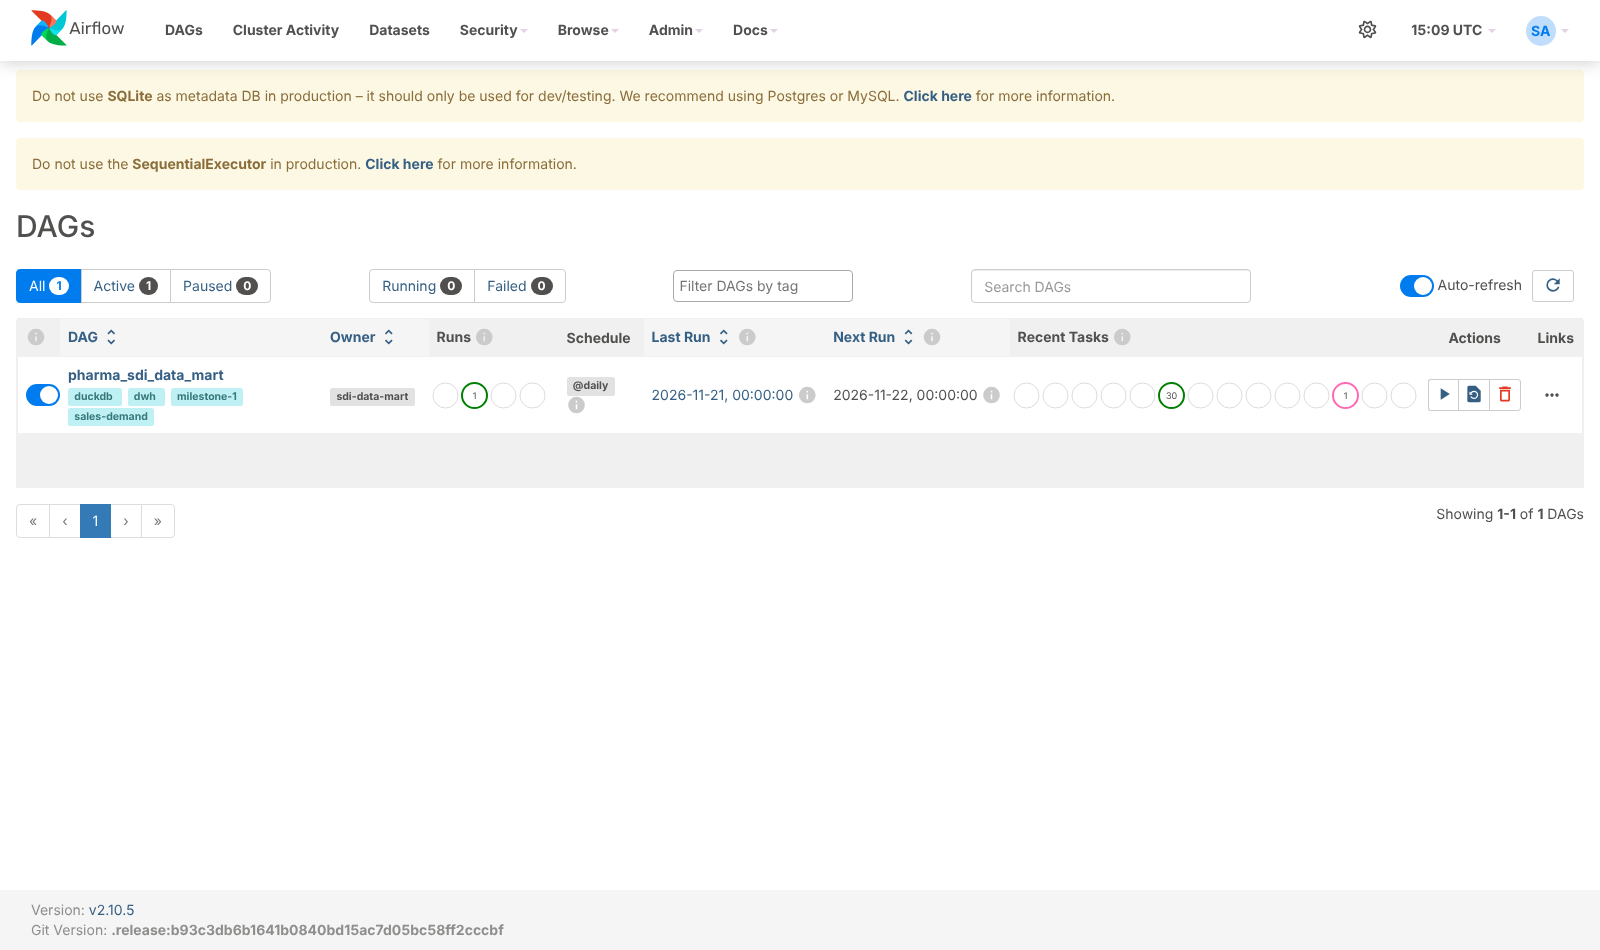 Airflow DAGs Cluster Activity Datasets Security Browse Admin Docs 15:09 UTC SA
Do not use SQLite as metadata DB in production – it should only be used for dev/testing. We recommend using Postgres or MySQL. Click here for more information.
Do not use the SequentialExecutor in production. Click here for more information.
DAGs
All 1 Active 1 Paused 0 Running 0 Failed 0 Filter DAGs by tag Search DAGs Auto-refresh
DAG Owner Runs Schedule Last Run Next Run Recent Tasks Actions Links
pharma_sdi_data_mart
duckdb dwh milestone-1
sales-demand
sdi-data-mart 1 @daily 2026-11-21, 00:00:00 2026-11-22, 00:00:00 30 1
« ‹ 1 › »
Showing 1-1 of 1 DAGs
Version: v2.10.5
Git Version: .release:b93c3db6b1641b0840bd15ac7d05bc58ff2cccbf